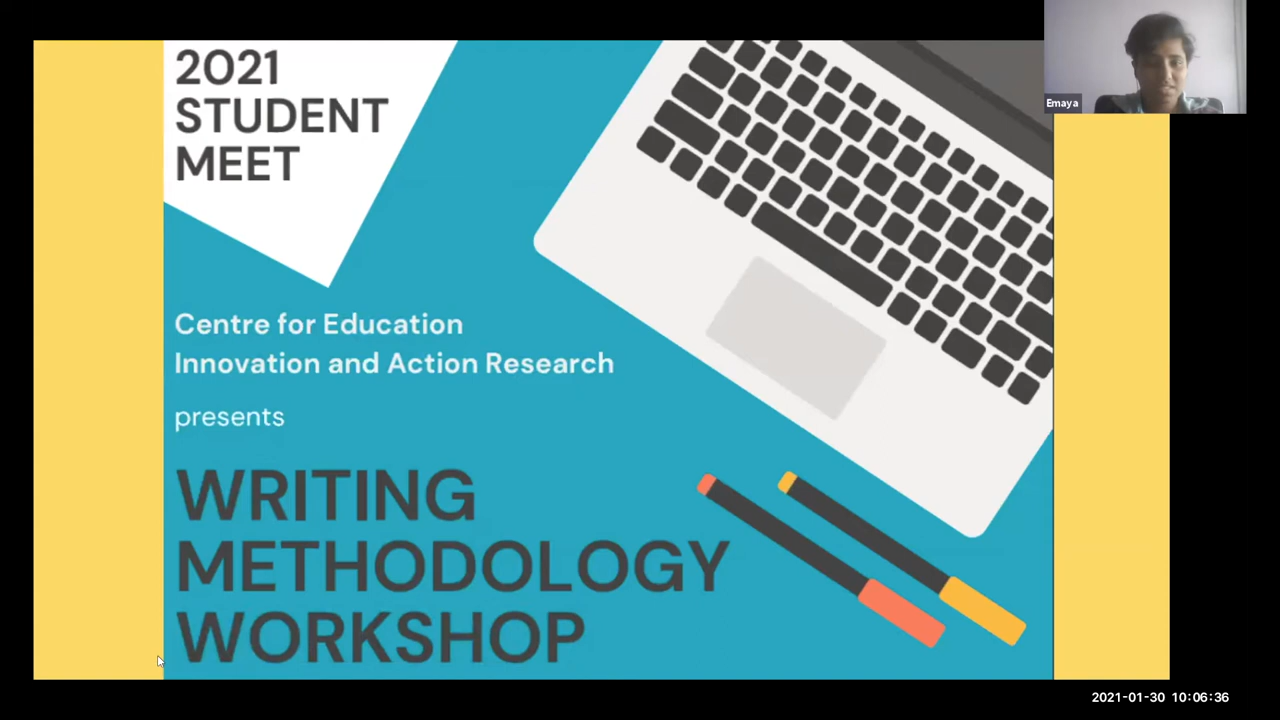 2021
STUDENT
MEET
Emaya
Centre for Education
Innovation and Action Research
presents
WRITING
METHODOLOGY
WORKSHOP
2021-01-30 10:06:36